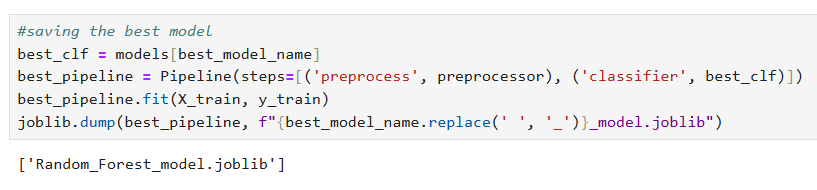 #saving the best model
best_clf = models[best_model_name]
best_pipeline = Pipeline(steps=[('preprocess', preprocessor), ('classifier', best_clf)])
best_pipeline.fit(X_train, y_train)
joblib.dump(best_pipeline, f"{best_model_name.replace(' ', '_')}_model.joblib")
['Random_Forest_model.joblib']